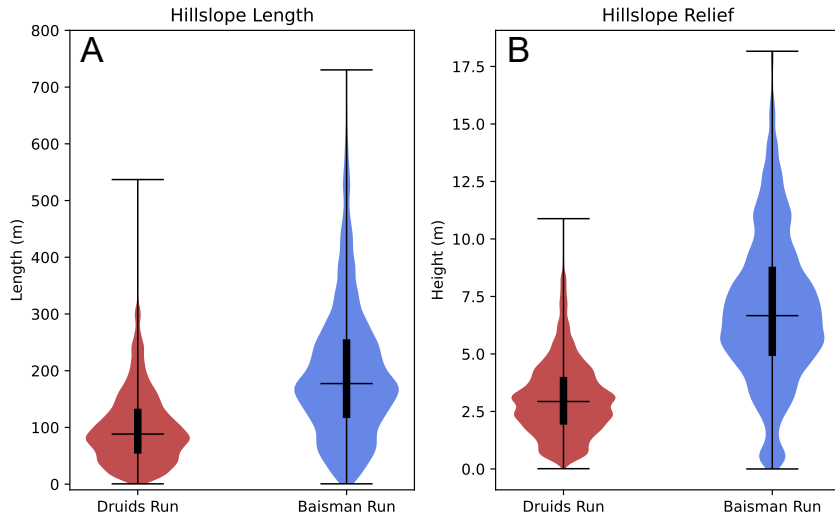 Hillslope Length
A
800
700
600
500
400
300
200
100
0
Length (m)
Druids Run
Baisman Run
Hillslope Relief
B
17.5
15.0
12.5
10.0
7.5
5.0
2.5
0.0
Height (m)
Druids Run
Baisman Run